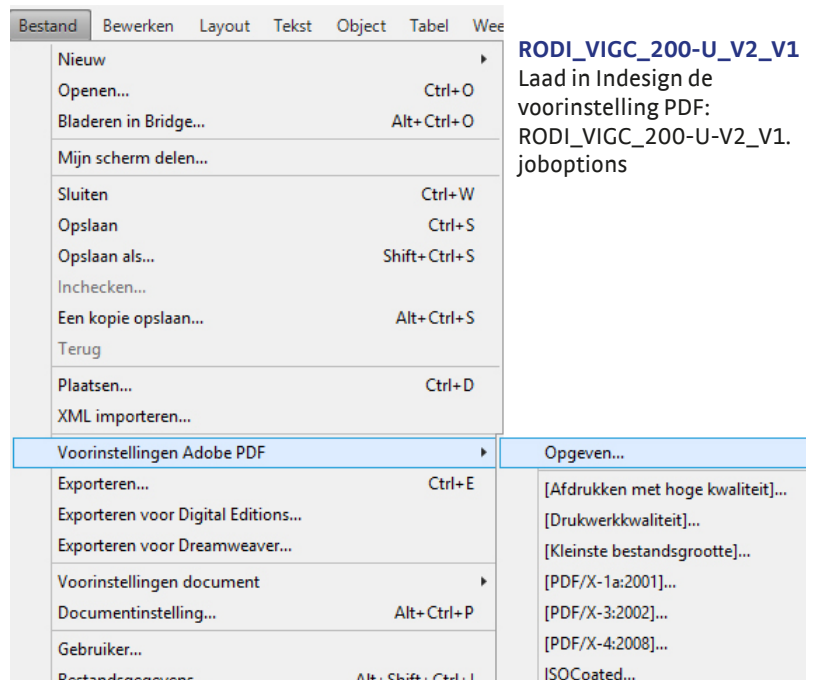 Bestand Bewerken Layout Tekst Object Tabel Wee
Nieuw
Openen... Ctrl+O
Bladeren in Bridge... Alt+Ctrl+O
Mijn scherm delen...
Sluiten Ctrl+W
Opslaan Ctrl+S
Opslaan als... Shift+Ctrl+S
Inchecken...
Een kopie opslaan... Alt+Ctrl+S
Terug
Plaatsen... Ctrl+D
XML importeren...
Voorinstellingen Adobe PDF
Exporteren... Ctrl+E
Exporteren voor Digital Editions...
Exporteren voor Dreamweaver...
Voorinstellingen document
Documentinstelling... Alt+Ctrl+P
Gebruiker...
Bestandsgegevens... Alt+Shift+Ctrl+I
Opgeven...
[Afdrukken met hoge kwaliteit]...
[Drukwerkkwaliteit]...
[Kleinste bestandsgrootte]...
[PDF/X-1a:2001]...
[PDF/X-3:2002]...
[PDF/X-4:2008]...
ISOCoated...
RODI_VIGC_200-U_V2_V1
Laad in Indesign de
voorinstelling PDF:
RODI_VIGC_200-U-V2_V1.
joboptions